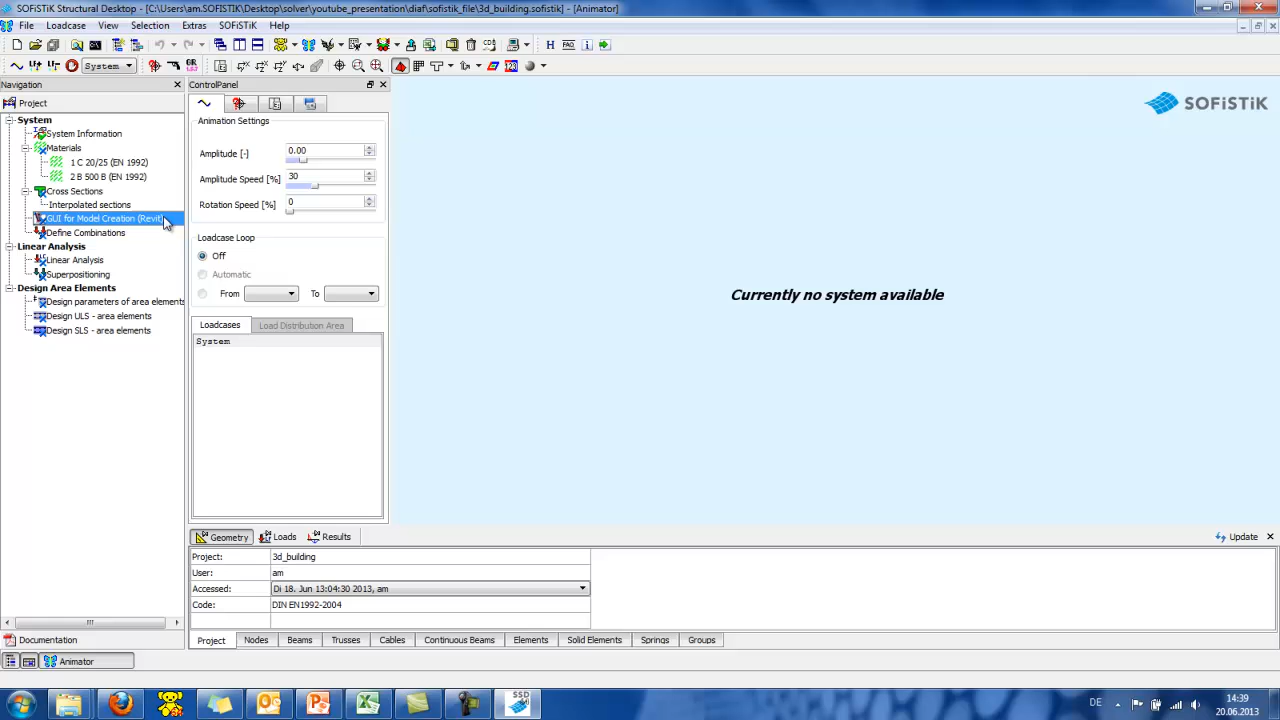 SOFiSTiK Structural Desktop - [C:\Users\am.SOFISTIK\Desktop\solver\youtube_presentation\diaf\sofistik_file\3d_building.sofistik] - [Animator]
File Loadcase View Selection Extras SOFiSTiK Help
System
Navigation
ControlPanel
Project
System
System Information
Materials
1 C 20/25 (EN 1992)
2 B 500 B (EN 1992)
Cross Sections
Interpolated sections
GUI for Model Creation (Revit)
Define Combinations
Linear Analysis
Linear Analysis
Superpositioning
Design Area Elements
Design parameters of area elements
Design ULS - area elements
Design SLS - area elements
Documentation
Animator
Animation Settings
Amplitude [-] 0.00
Amplitude Speed [%] 30
Rotation Speed [%] 0
Loadcase Loop
Off
Automatic
From To
Loadcases Load Distribution Area
System
SOFiSTiK
Currently no system available
Geometry Loads Results Update
Project: 3d_building
User: am
Accessed: Di 18. Jun 13:04:30 2013, am
Code: DIN EN1992-2004
Project Nodes Beams Trusses Cables Continuous Beams Elements Solid Elements Springs Groups
SSD
DE
14:39
20.06.2013